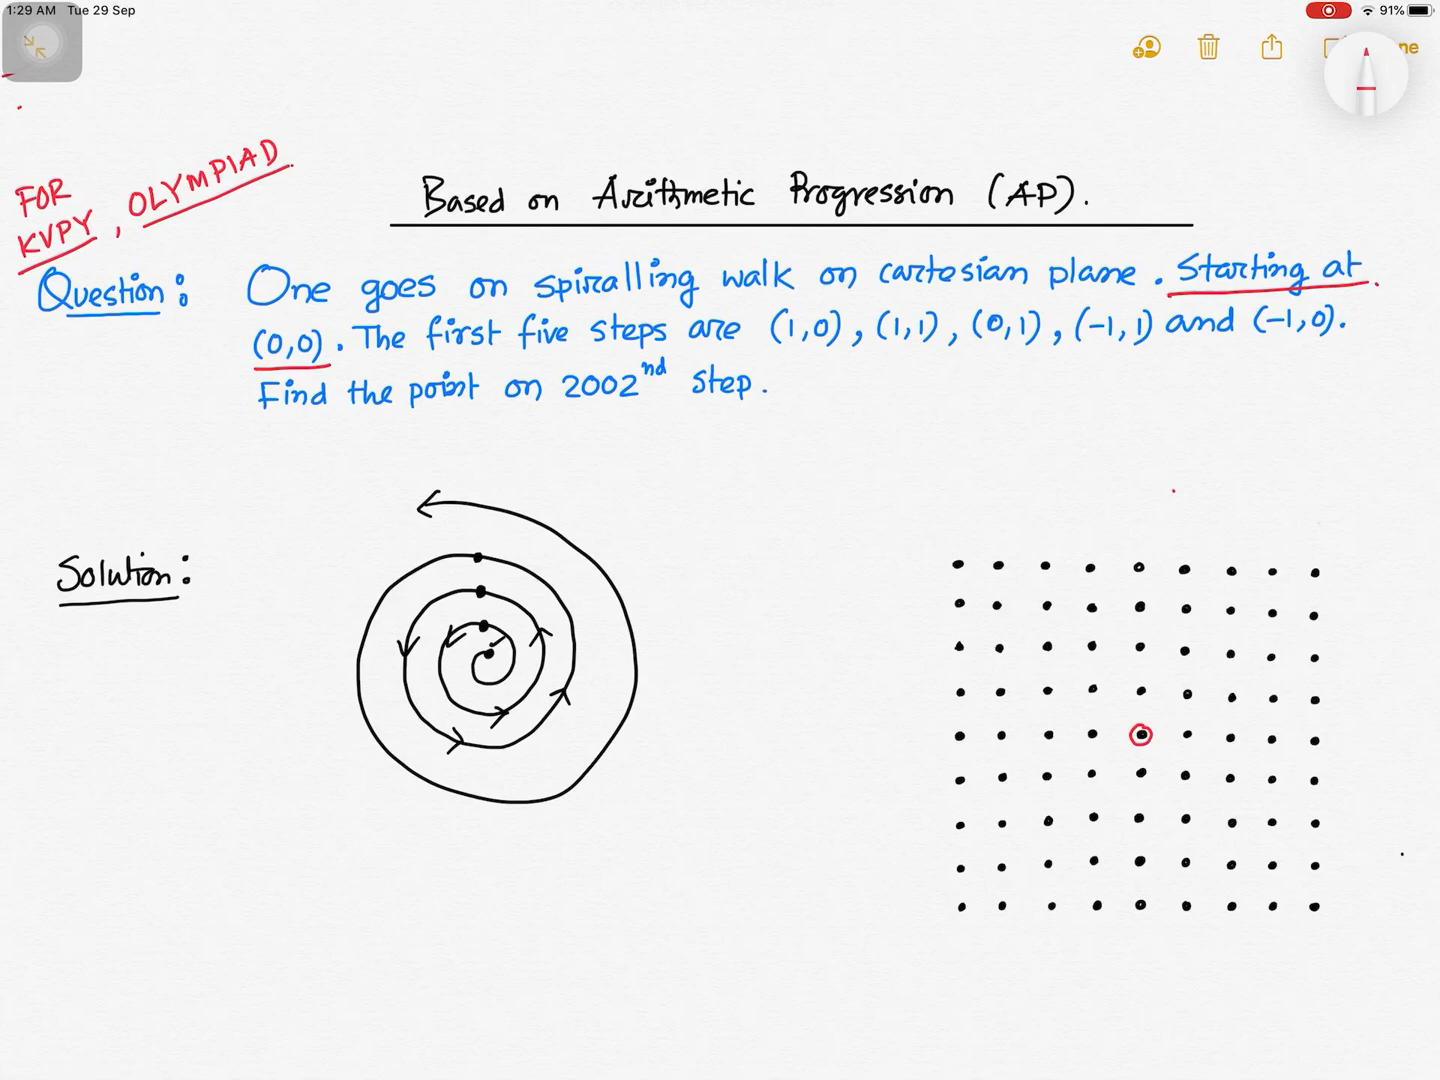 1:29 AM Tue 29 Sep
91%
ne
FOR
KVPY, OLYMPIAD.
Based on Arithmetic Progression (AP).
Question: One goes on spiralling walk on cartesian plane. Starting at
(0,0). The first five steps are (1,0), (1,1), (0,1), (-1,1) and (-1,0).
Find the point on 2002nd step.
Solution: